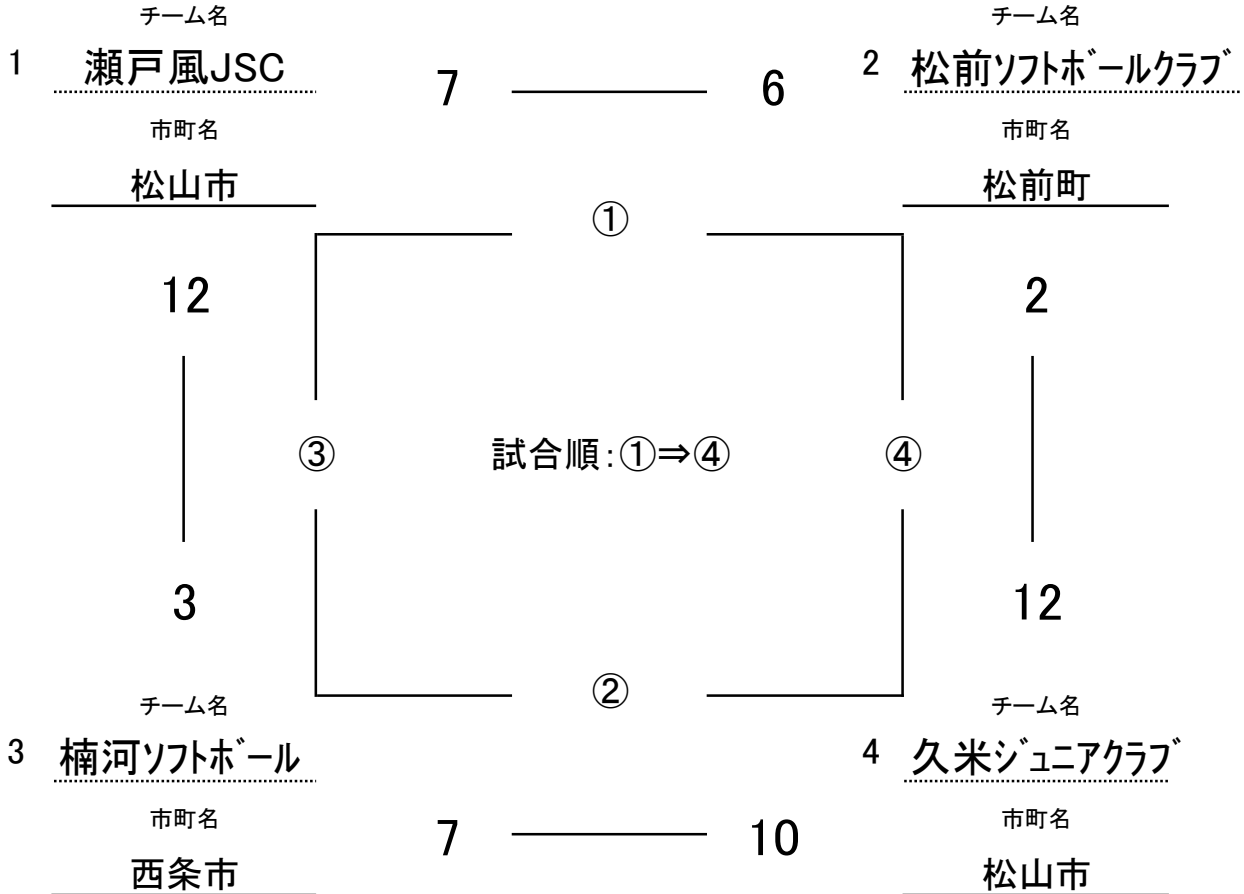 チーム名 チーム名
1 瀬戸風JSC 7 6 2 松前ソフトボールクラブ
市町名 市町名
松山市 松前町
①
12 2
③ 試合順:①⇒④ ④
3 12
②
チーム名 チーム名
3 楠河ソフトボール 4 久米ジュニアクラブ
市町名 市町名
7 10
西条市 松山市